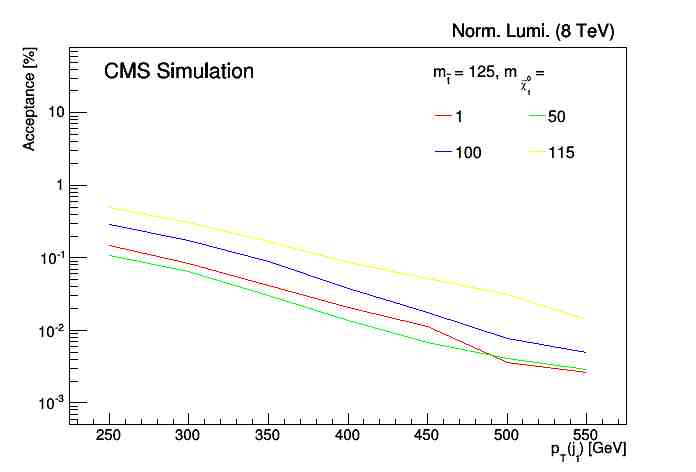 Norm. Lumi. (8 TeV)
CMS Simulation
m_t̃ = 125, m_χ̃⁰₁ =
1 50
100 115
Acceptance [%]
10
1
10⁻¹
10⁻²
10⁻³
250 300 350 400 450 500 550
p_T(j₁) [GeV]